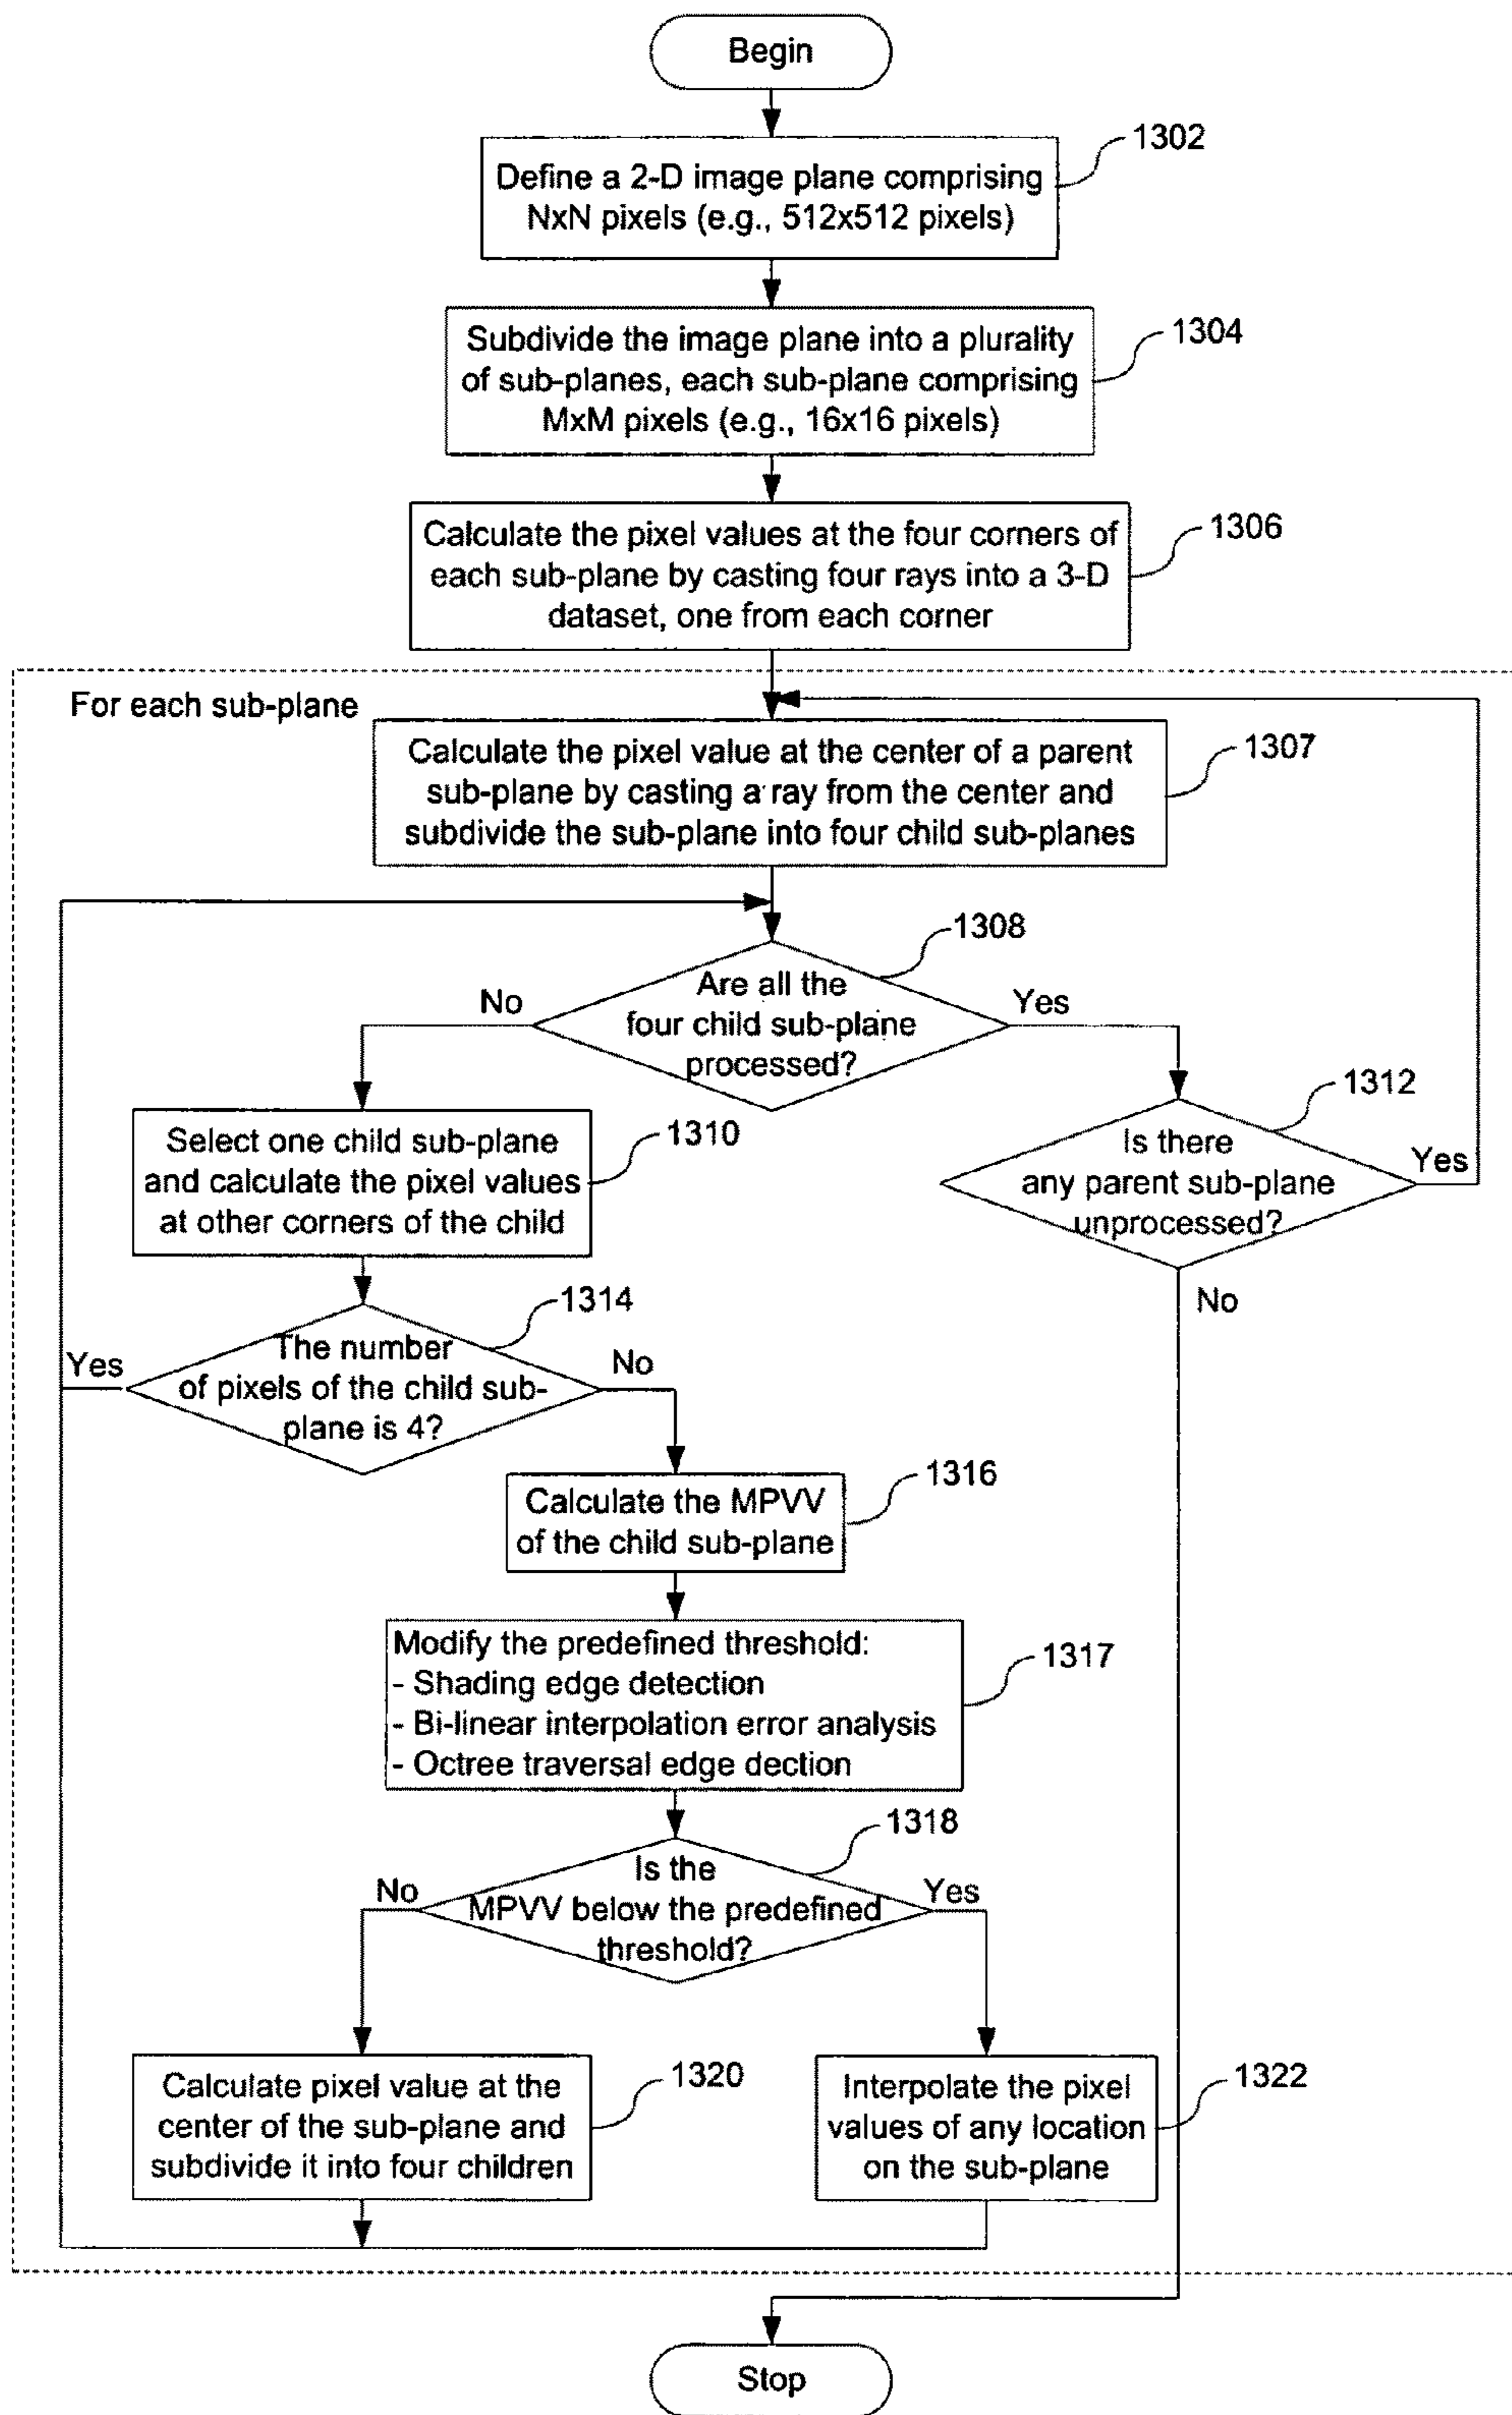 Begin
1302
Define a 2-D image plane comprising
NxN pixels (e.g., 512x512 pixels)
1304
Subdivide the image plane into a plurality
of sub-planes, each sub-plane comprising
MxM pixels (e.g., 16x16 pixels)
1306
Calculate the pixel values at the four corners of
each sub-plane by casting four rays into a 3-D
dataset, one from each corner
For each sub-plane
1307
Calculate the pixel value at the center of a parent
sub-plane by casting a ray from the center and
subdivide the sub-plane into four child sub-planes
1308
Are all the
four child sub-plane
processed?
No
Yes
1310
Select one child sub-plane
and calculate the pixel values
at other corners of the child
1312
Is there
any parent sub-plane
unprocessed?
Yes
No
1314
The number
of pixels of the child sub-
plane is 4?
Yes
No
1316
Calculate the MPVV
of the child sub-plane
1317
Modify the predefined threshold:
- Shading edge detection
- Bi-linear interpolation error analysis
- Octree traversal edge dection
1318
Is the
MPVV below the predefined
threshold?
No
Yes
1320
Calculate pixel value at the
center of the sub-plane and
subdivide it into four children
1322
Interpolate the pixel
values of any location
on the sub-plane
Stop